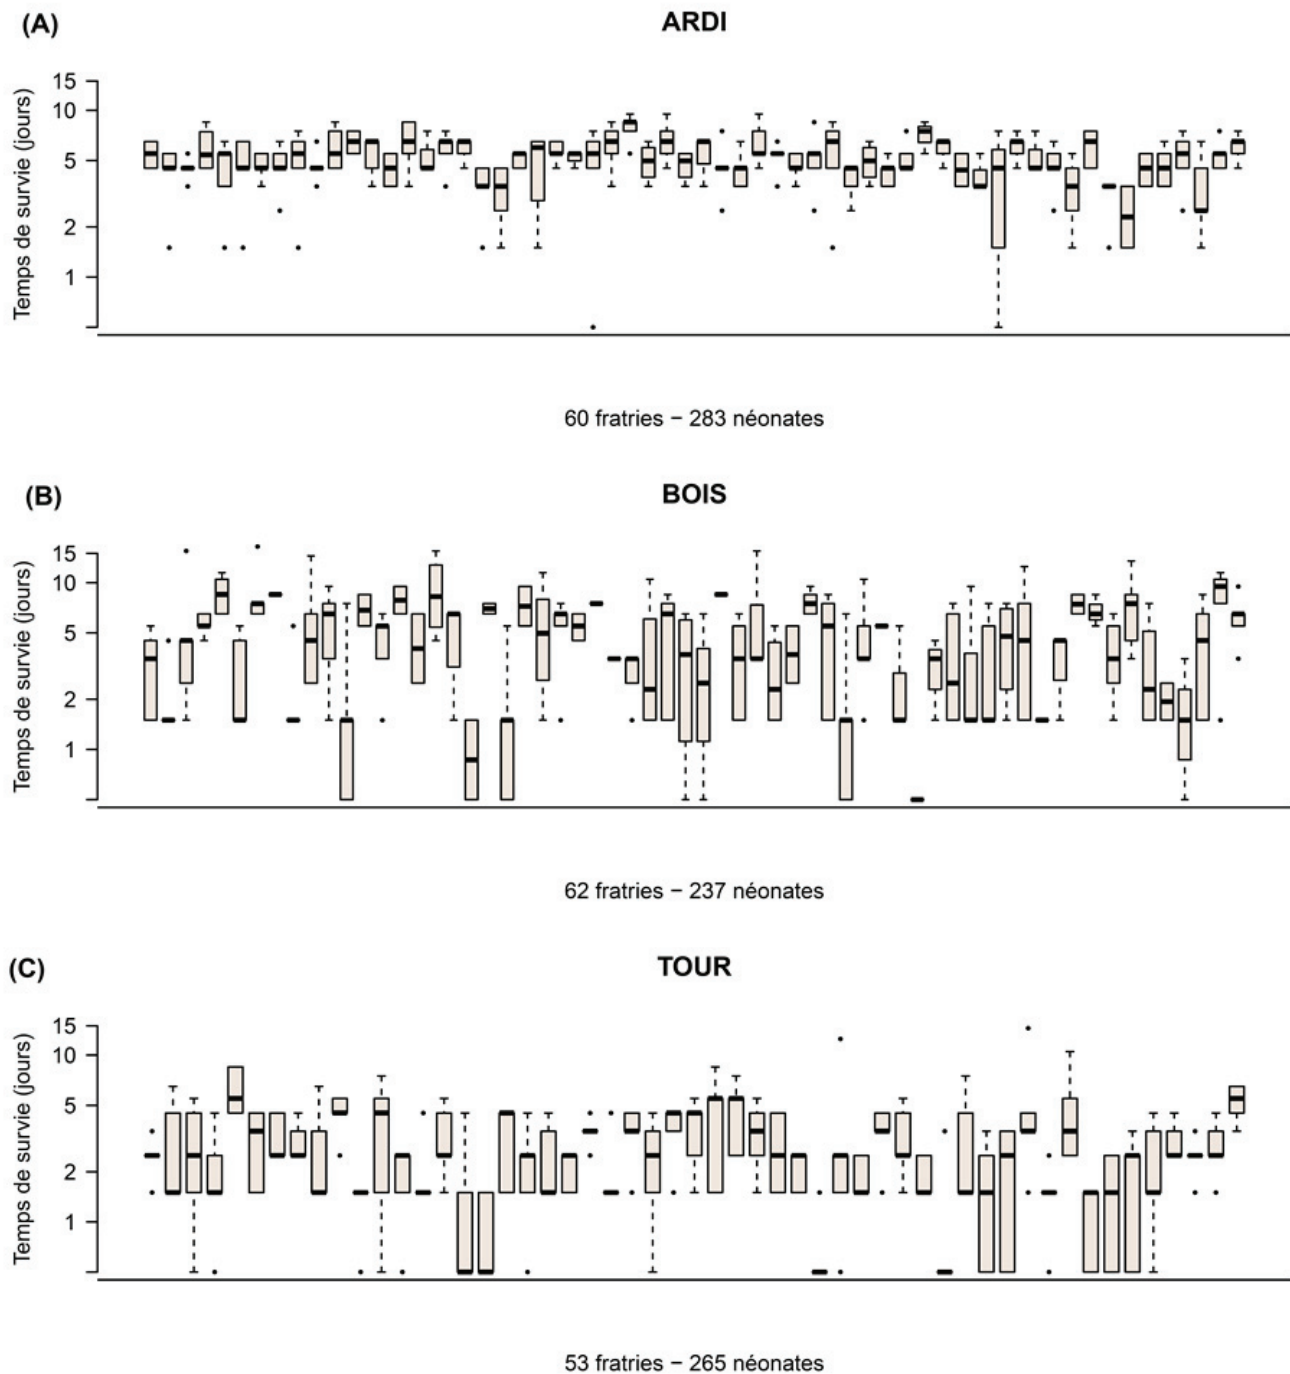 (A)
ARDI
Temps de survie (jours)
15
10
5
2
1
60 fratries − 283 néonates
(B)
BOIS
Temps de survie (jours)
15
10
5
2
1
62 fratries − 237 néonates
(C)
TOUR
Temps de survie (jours)
15
10
5
2
1
53 fratries − 265 néonates